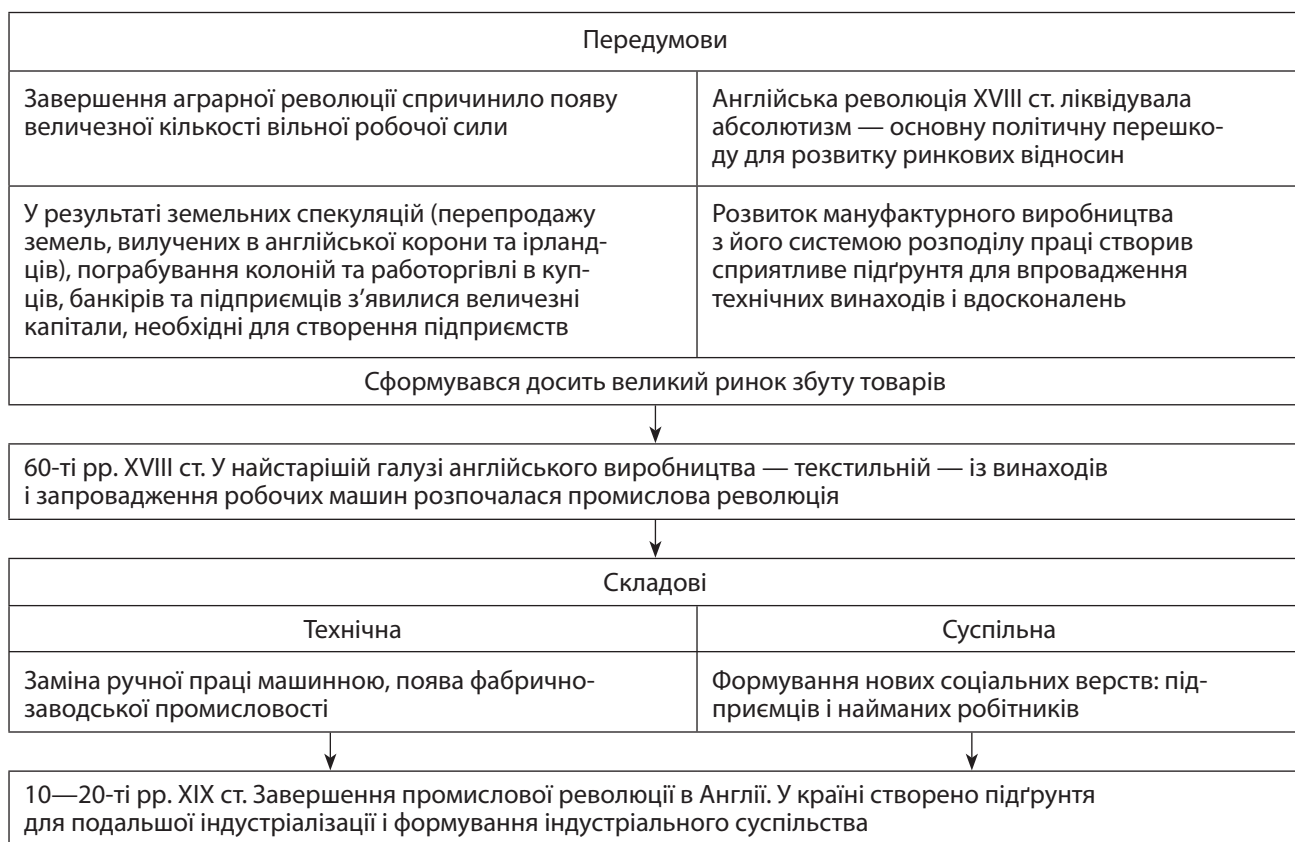 Передумови
Завершення аграрної революції спричинило появу
величезної кількості вільної робочої сили
Англійська революція XVIII ст. ліквідувала
абсолютизм — основну політичну перешко-
ду для розвитку ринкових відносин
У результаті земельних спекуляцій (перепродажу
земель, вилучених в англійської корони та ірланд-
ців), пограбування колоній та работоргівлі в куп-
ців, банкірів та підприємців з’явилися величезні
капітали, необхідні для створення підприємств
Розвиток мануфактурного виробництва
з його системою розподілу праці створив
сприятливе підґрунтя для впровадження
технічних винаходів і вдосконалень
Сформувався досить великий ринок збуту товарів
60-ті рр. XVIII ст. У найстарішій галузі англійського виробництва — текстильній — із винаходів
і запровадження робочих машин розпочалася промислова революція
Складові
Технічна
Суспільна
Заміна ручної праці машинною, поява фабрично-
заводської промисловості
Формування нових соціальних верств: під-
приємців і найманих робітників
10—20-ті рр. XIX ст. Завершення промислової революції в Англії. У країні створено підґрунтя
для подальшої індустріалізації і формування індустріального суспільства